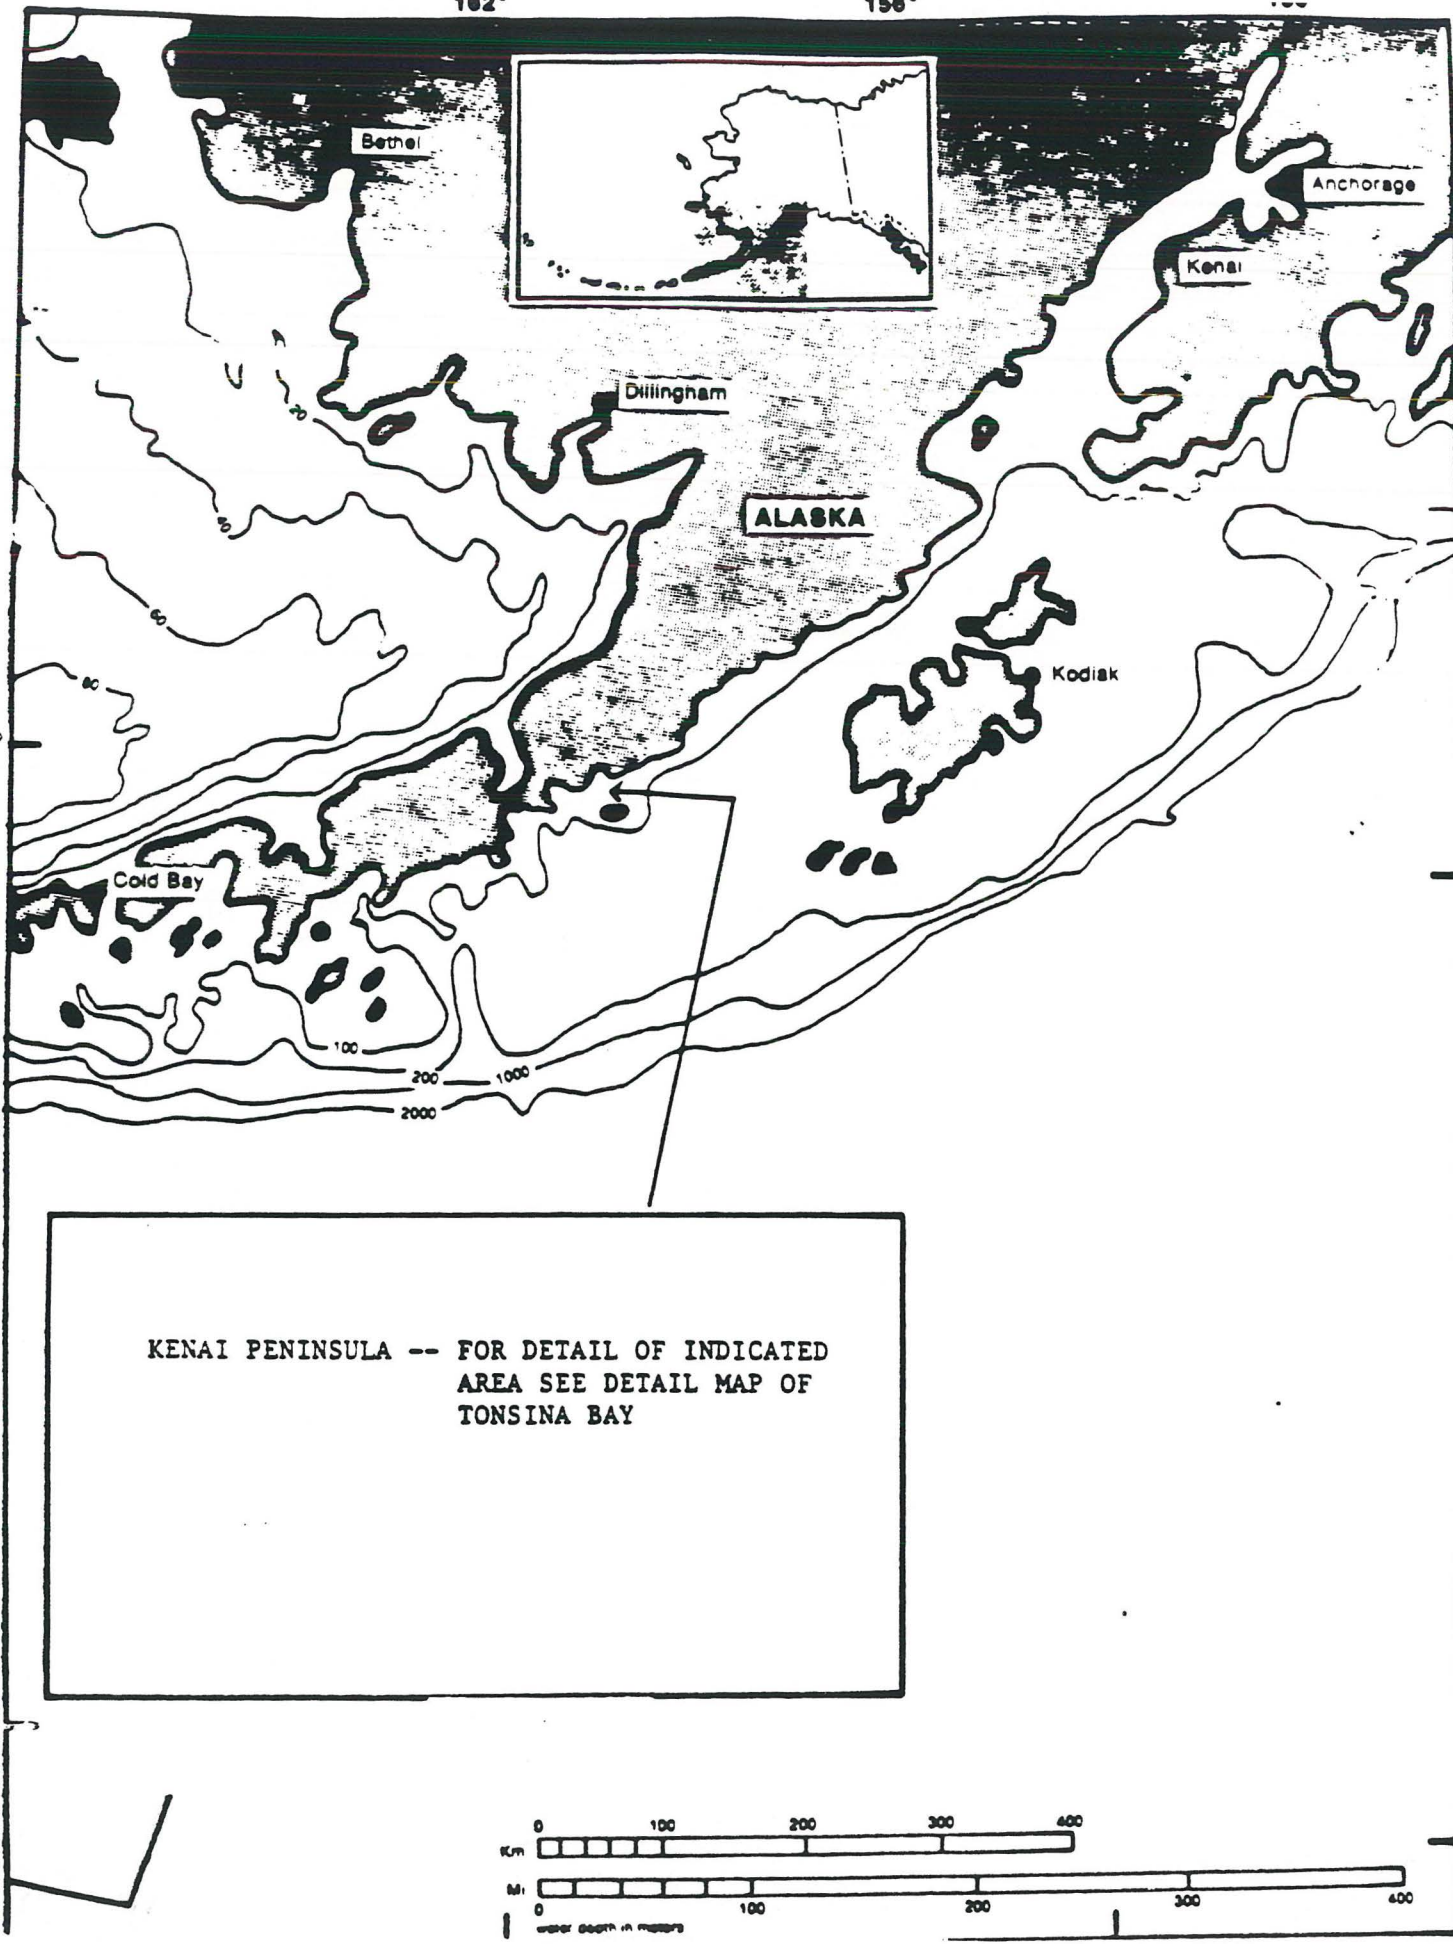 162°
156°
Bethel
Anchorage
Kenai
Dillingham
20
ALASKA
40
60
Kodiak
80
Cold Bay
100
200
1000
2000
KENAI PENINSULA -- FOR DETAIL OF INDICATED
AREA SEE DETAIL MAP OF
TONSINA BAY
0 100 200 300 400
Km
Mi
0 100 200 300 400
water depth in meters